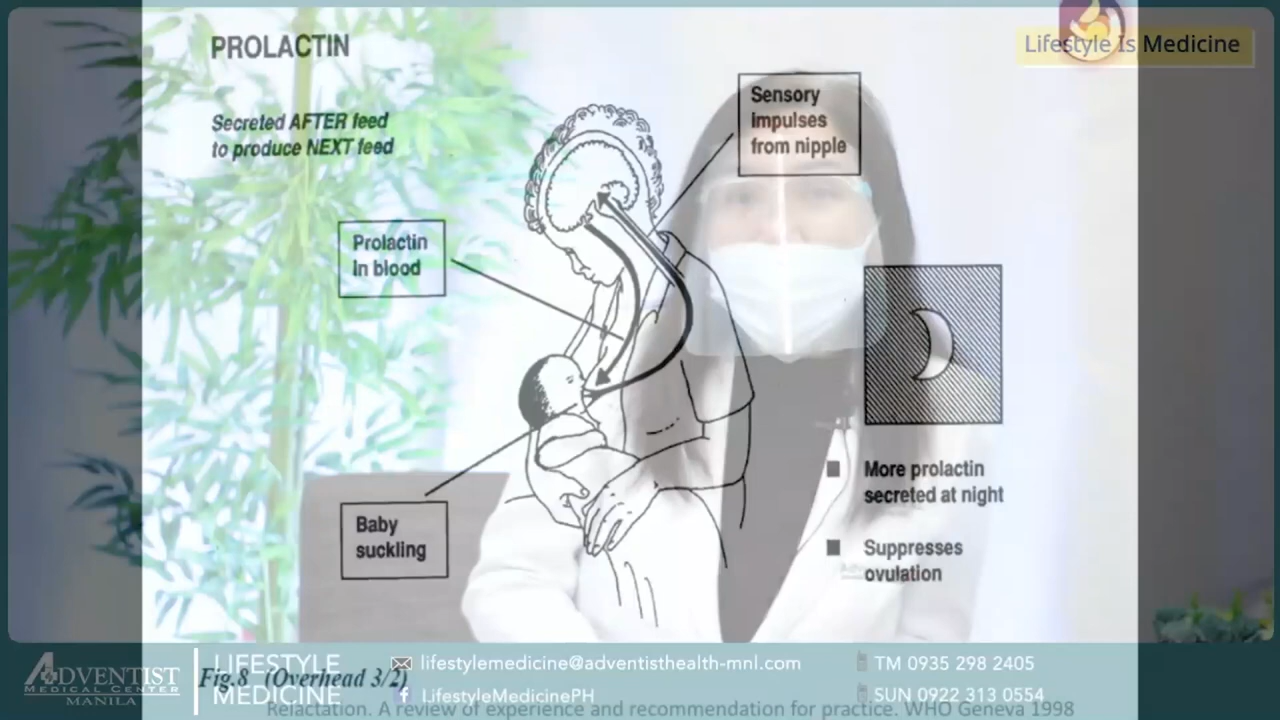 PROLACTIN
Lifestyle Is Medicine
Secreted AFTER feed
to produce NEXT feed
Sensory
impulses
from nipple
Prolactin
in blood
Baby
suckling
More prolactin
secreted at night
Suppresses
ovulation
Fig.8 (Overhead 3/2)
ADVENTIST
MEDICAL CENTER
MANILA
LIFESTYLE
MEDICINE
lifestylemedicine@adventisthealth-mnl.com
LifestyleMedicinePH
TM 0935 298 2405
SUN 0922 313 0554
Relactation. A review of experience and recommendation for practice. WHO Geneva 1998